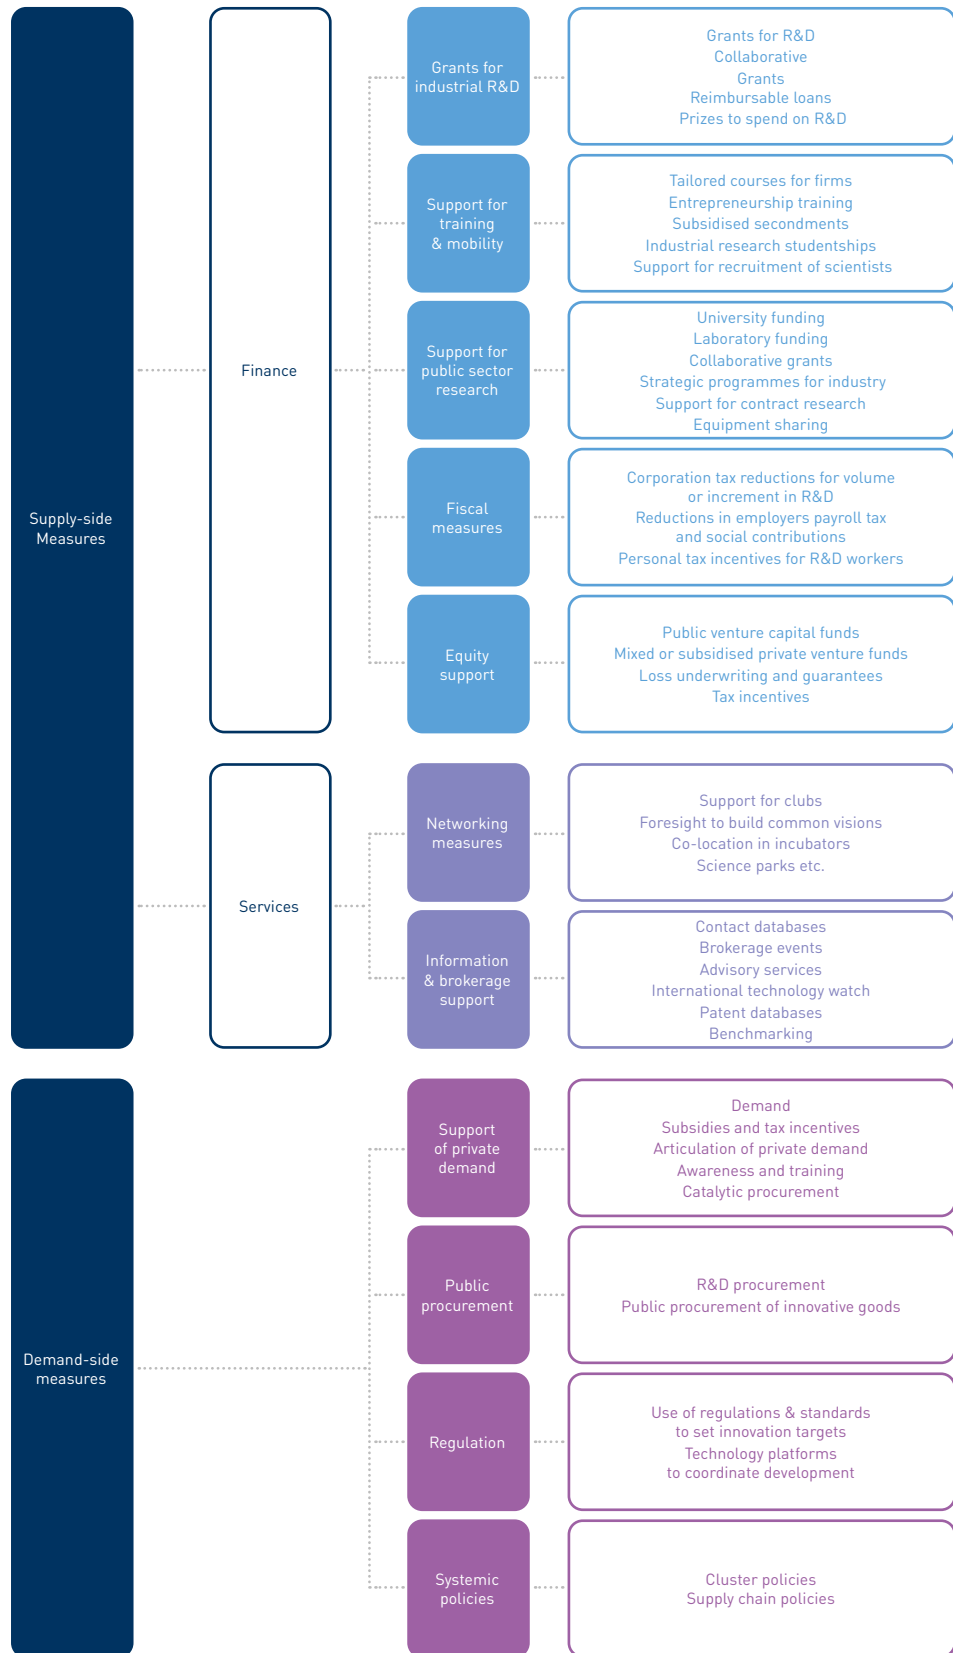 Supply-side
Measures
Finance
Grants for
industrial R&D
Grants for R&D
Collaborative
Grants
Reimbursable loans
Prizes to spend on R&D
Support for
training
& mobility
Tailored courses for firms
Entrepreneurship training
Subsidised secondments
Industrial research studentships
Support for recruitment of scientists
Support for
public sector
research
University funding
Laboratory funding
Collaborative grants
Strategic programmes for industry
Support for contract research
Equipment sharing
Fiscal
measures
Corporation tax reductions for volume
or increment in R&D
Reductions in employers payroll tax
and social contributions
Personal tax incentives for R&D workers
Equity
support
Public venture capital funds
Mixed or subsidised private venture funds
Loss underwriting and guarantees
Tax incentives
Services
Networking
measures
Support for clubs
Foresight to build common visions
Co-location in incubators
Science parks etc.
Information
& brokerage
support
Contact databases
Brokerage events
Advisory services
International technology watch
Patent databases
Benchmarking
Demand-side
measures
Support
of private
demand
Demand
Subsidies and tax incentives
Articulation of private demand
Awareness and training
Catalytic procurement
Public
procurement
R&D procurement
Public procurement of innovative goods
Regulation
Use of regulations & standards
to set innovation targets
Technology platforms
to coordinate development
Systemic
policies
Cluster policies
Supply chain policies